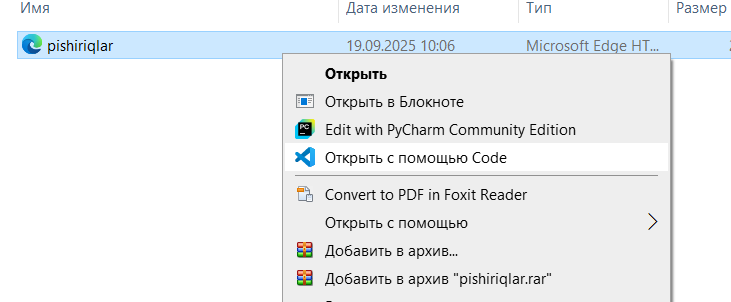 Имя Дата изменения Тип Размер
pishiriqlar 19.09.2025 10:06 Microsoft Edge HT...
Открыть
Открыть в Блокноте
Edit with PyCharm Community Edition
Открыть с помощью Code
Convert to PDF in Foxit Reader
Открыть с помощью
Добавить в архив...
Добавить в архив "pishiriqlar.rar"